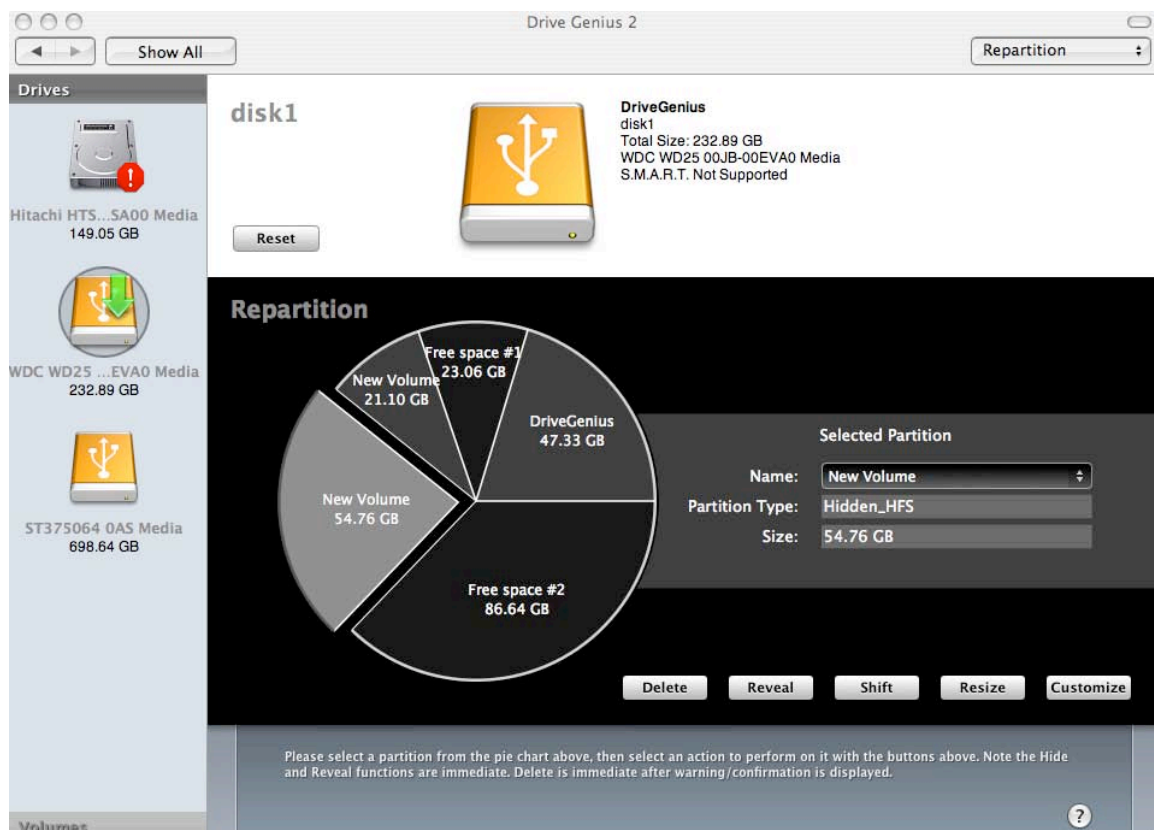 Drive Genius 2
Show All
Repartition
Drives
Hitachi HTS...SA00 Media
149.05 GB
WDC WD25 ...EVA0 Media
232.89 GB
ST375064 0AS Media
698.64 GB
Volumes
disk1
Reset
DriveGenius
disk1
Total Size: 232.89 GB
WDC WD25 00JB-00EVA0 Media
S.M.A.R.T. Not Supported
Repartition
Free space #1
23.06 GB
New Volume
21.10 GB
DriveGenius
47.33 GB
New Volume
54.76 GB
Free space #2
86.64 GB
Selected Partition
Name: New Volume
Partition Type: Hidden_HFS
Size: 54.76 GB
Delete Reveal Shift Resize Customize
Please select a partition from the pie chart above, then select an action to perform on it with the buttons above. Note the Hide
and Reveal functions are immediate. Delete is immediate after warning/confirmation is displayed.
?